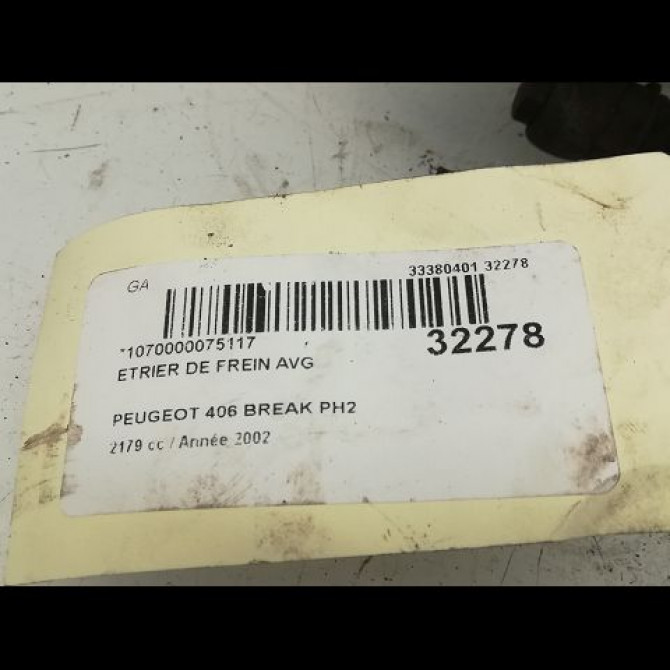 GA
33380401 32278
*1070000075117
32278
ETRIER DE FREIN AVG
PEUGEOT 406 BREAK PH2
2179 cc / Année 2002